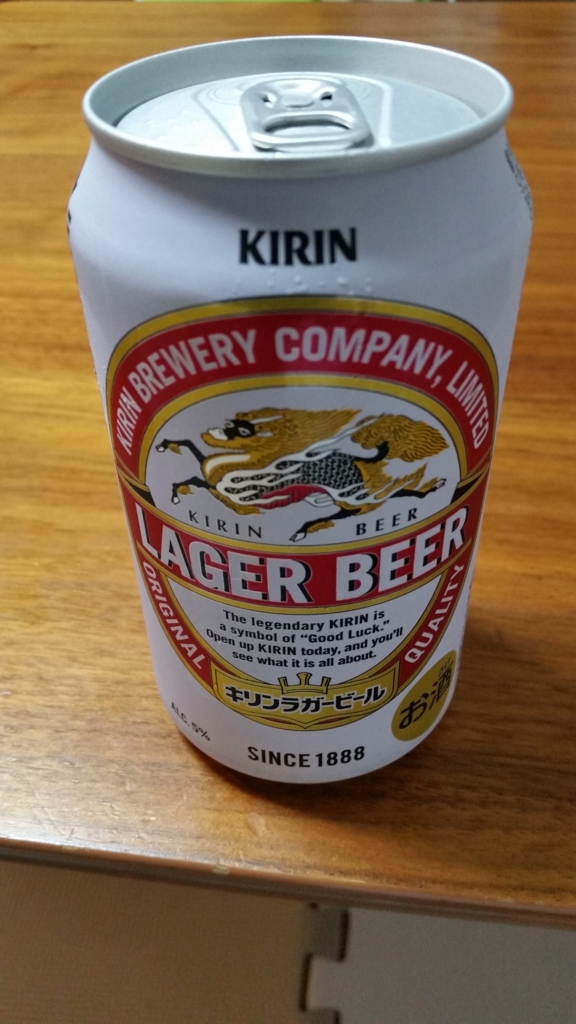 KIRIN
KIRIN BREWERY COMPANY, LIMITED
KIRIN BEER
LAGER BEER
ORIGINAL QUALITY
The legendary KIRIN is
a symbol of "Good Luck."
Open up KIRIN today, and you'll
see what it is all about.
キリンラガービール
お酒
ALC. 5%
SINCE 1888